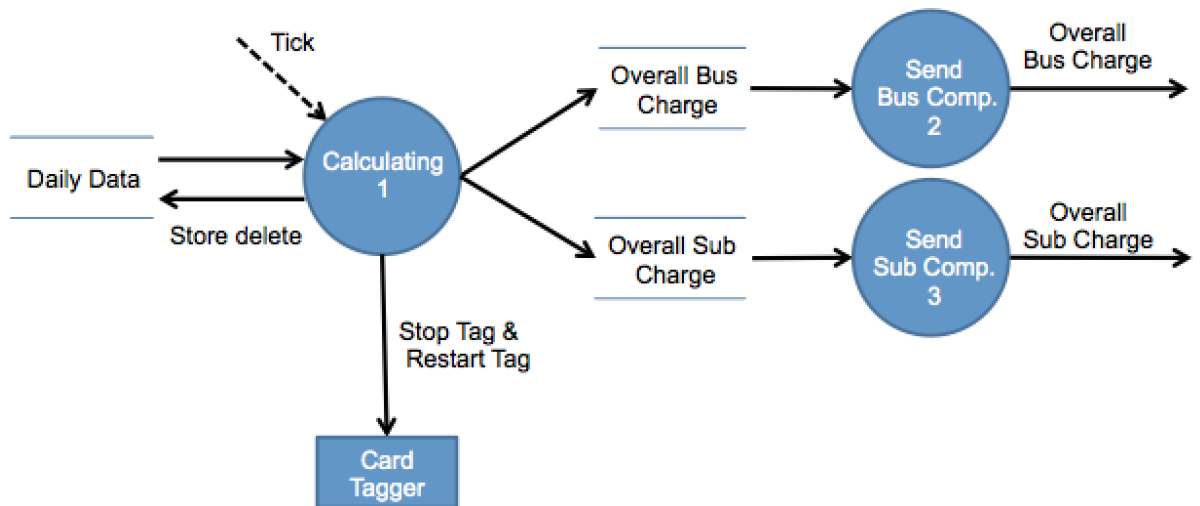 Tick
Daily Data
Store delete
Calculating
1
Stop Tag &
Restart Tag
Card
Tagger
Overall Bus
Charge
Send
Bus Comp.
2
Overall
Bus Charge
Overall Sub
Charge
Send
Sub Comp.
3
Overall
Sub Charge